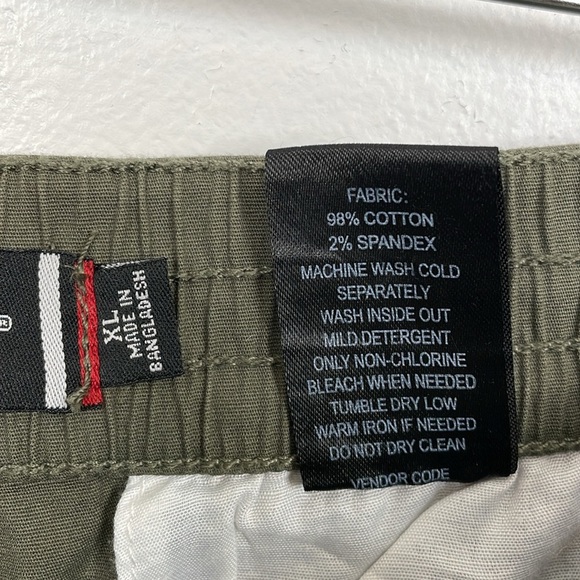 ®
XL
MADE IN
BANGLADESH
FABRIC:
98% COTTON
2% SPANDEX
MACHINE WASH COLD
SEPARATELY
WASH INSIDE OUT
MILD DETERGENT
ONLY NON-CHLORINE
BLEACH WHEN NEEDED
TUMBLE DRY LOW
WARM IRON IF NEEDED
DO NOT DRY CLEAN
VENDOR CODE